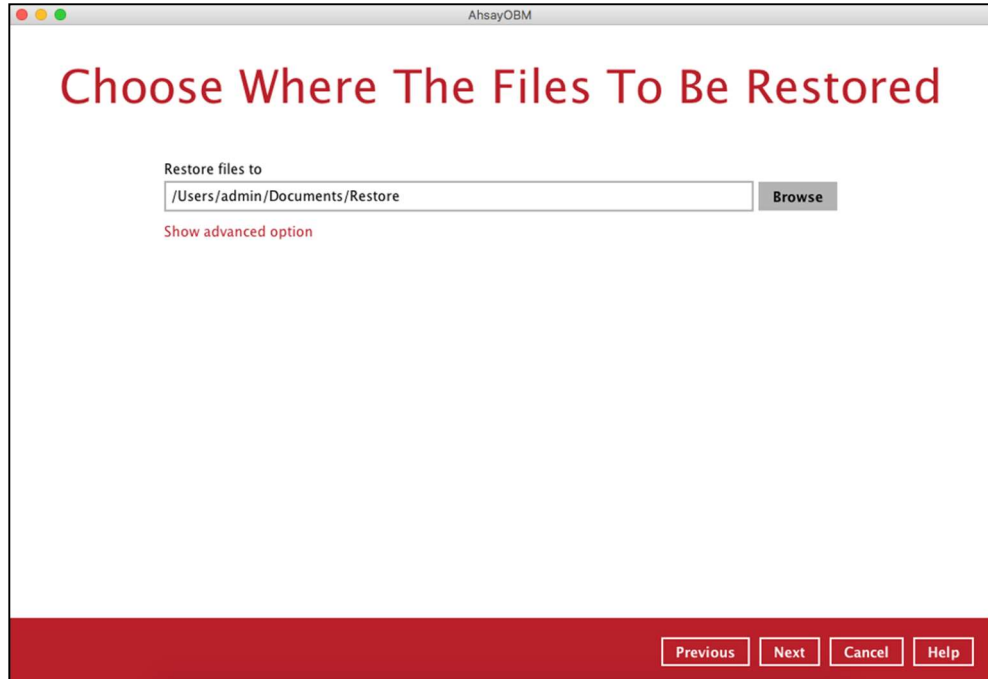 AhsayOBM
Choose Where The Files To Be Restored
Restore files to
/Users/admin/Documents/Restore
Browse
Show advanced option
Previous Next Cancel Help